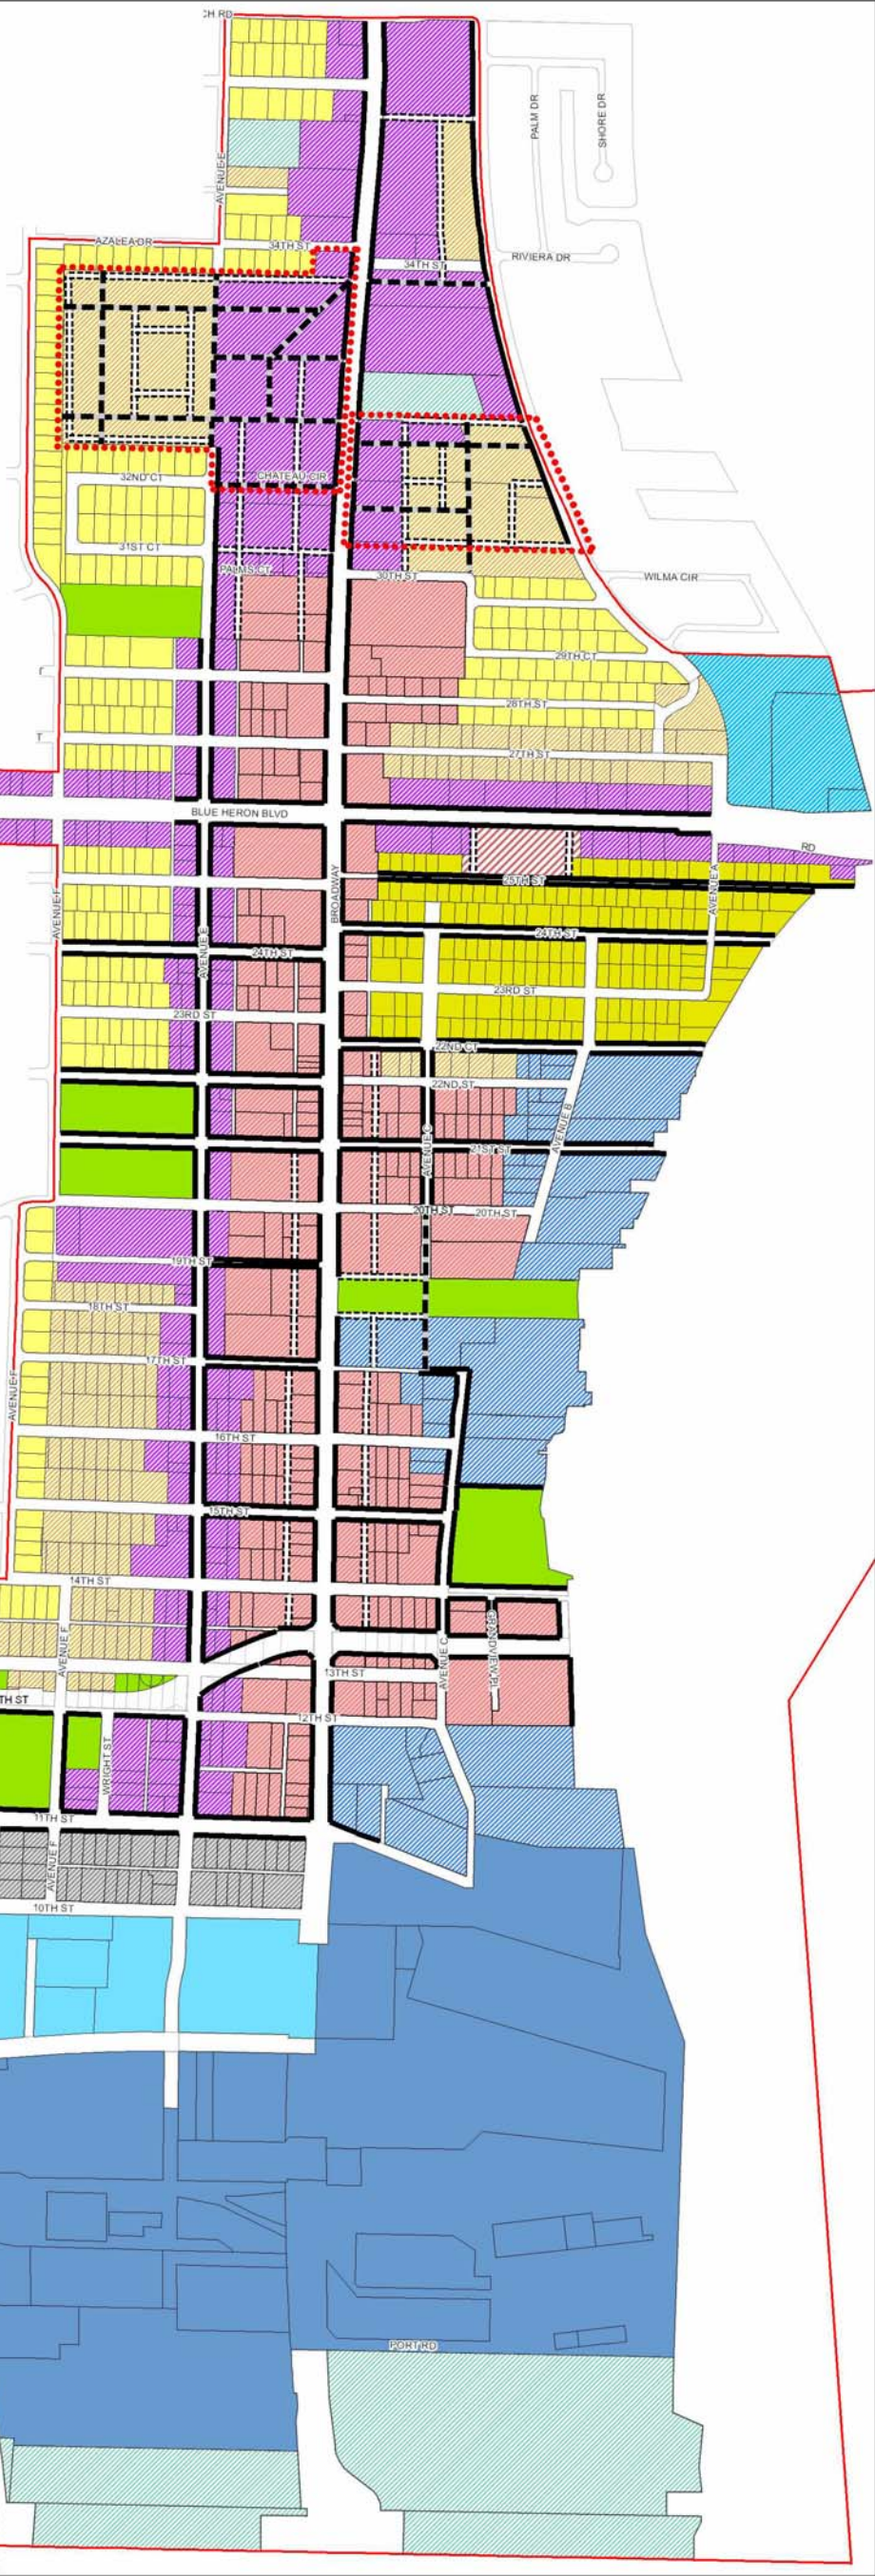 CH RD
PALM DR
SHORE DR
AVENUE E
AZALEA DR
34TH ST
34TH ST
RIVIERA DR
32ND CT
CHATEAU CIR
31ST CT
PALMS CT
30TH ST
WILMA CIR
29TH CT
28TH ST
T
27TH ST
BLUE HERON BLVD
RD
BROADWAY
25TH ST
AVENUE A
AVENUE F
AVENUE E
24TH ST
24TH ST
23RD ST
23RD ST
22ND CT
22ND ST
AVENUE B
AVENUE C
21ST ST
20TH ST
20TH ST
19TH ST
18TH ST
17TH ST
AVENUE F
16TH ST
15TH ST
14TH ST
AVENUE F
AVENUE C
GRANDVIEW PL
13TH ST
TH ST
12TH ST
WRIGHT ST
11TH ST
AVENUE F
10TH ST
PORT RD